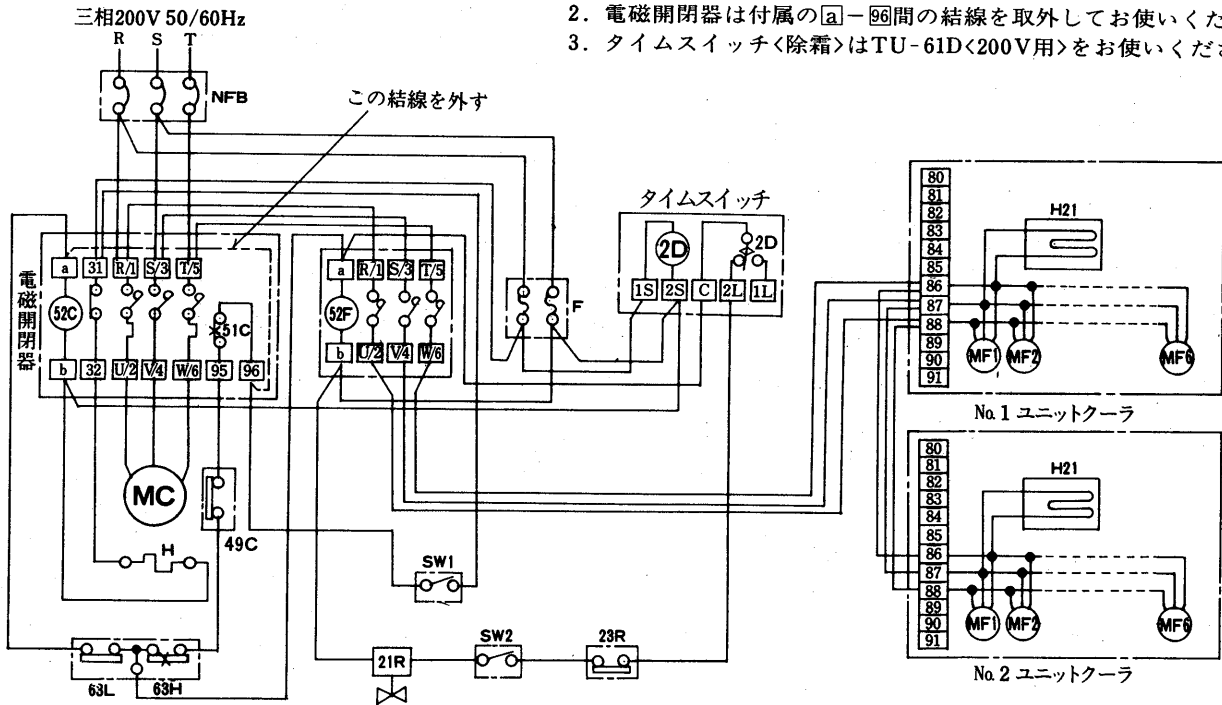 三相200V 50/60Hz
R S T
NFB
2. 電磁開閉器は付属のa-96間の結線を取外してお使いくだ
3. タイムスイッチ<除霜>はTU-61D<200V用>をお使いくださ
この結線を外す
電磁開閉器
a 31 R/1 S/3 T/5
52C
51C
b 32 U/2 V/4 W/6 95 96
MC
49C
H
63L 63H
a R/1 S/3 T/5
52F
b U/2 V/4 W/6
F
タイムスイッチ
2D 2D
1S 2S C 2L 1L
SW1
21R
SW2
23R
80
81
82
83
84
85
86
87
88
89
90
91
H21
MF1 MF2 MF6
No.1 ユニットクーラ
80
81
82
83
84
85
86
87
88
89
90
91
H21
MF1 MF2 MF6
No.2 ユニットクーラ